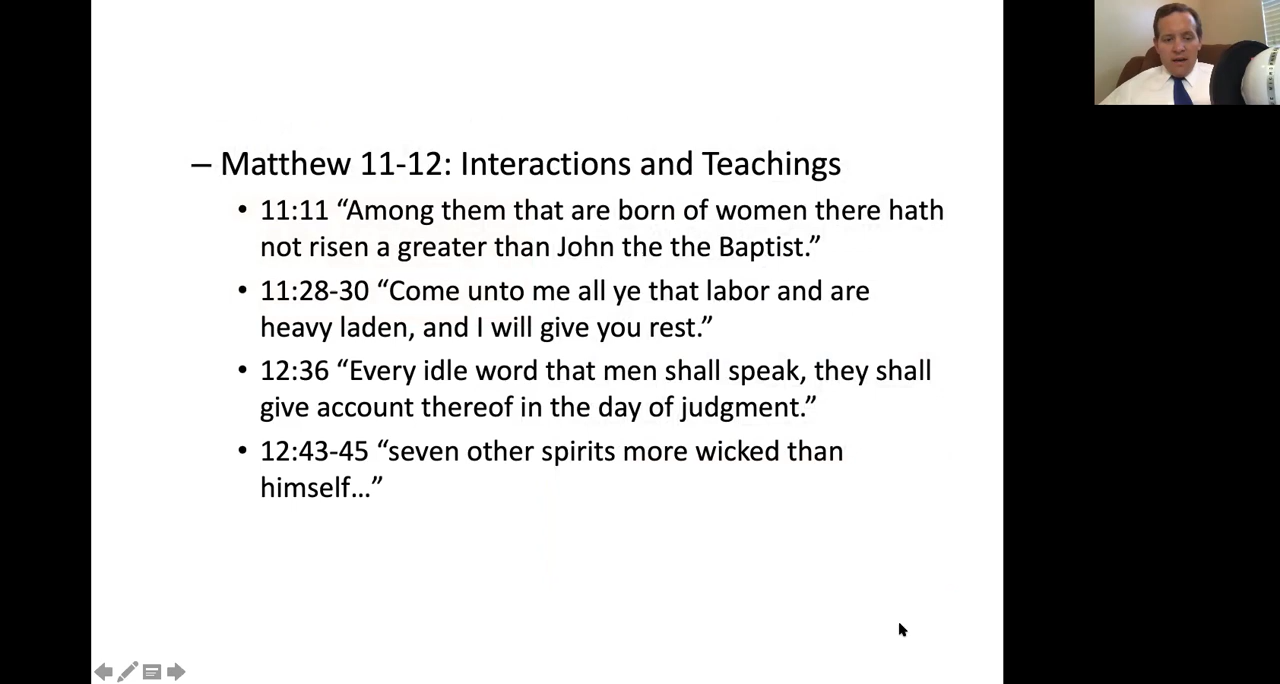 – Matthew 11-12: Interactions and Teachings
• 11:11 “Among them that are born of women there hath
not risen a greater than John the the Baptist.”
• 11:28-30 “Come unto me all ye that labor and are
heavy laden, and I will give you rest.”
• 12:36 “Every idle word that men shall speak, they shall
give account thereof in the day of judgment.”
• 12:43-45 “seven other spirits more wicked than
himself…”